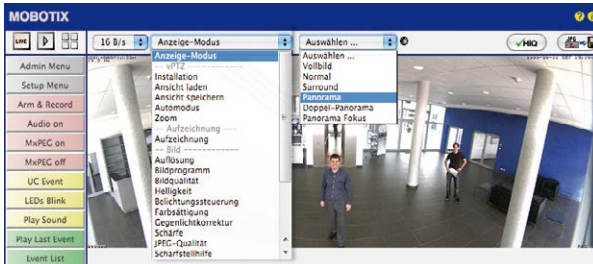 MOBOTIX
LIVE
16 B/s
Anzeige-Modus
Auswählen ...
HIQ
JPG
Admin Menu
Setup Menu
Arm & Record
Audio on
MxPEG on
MxPEG off
UC Event
LEDs Blink
Play Sound
Play Last Event
Event List
Anzeige-Modus
--- vPTZ ---
Installation
Ansicht laden
Ansicht speichern
Automodus
Zoom
--- Aufzeichnung ---
Aufzeichnung
--- Bild ---
Auflösung
Bildprogramm
Bildqualität
Helligkeit
Belichtungssteuerung
Farbsättigung
Gegenlichtkorrektur
Schärfe
JPEG-Qualität
Scharfstellhilfe
Auswählen ...
Vollbild
Normal
Surround
Panorama
Doppel-Panorama
Panorama Fokus